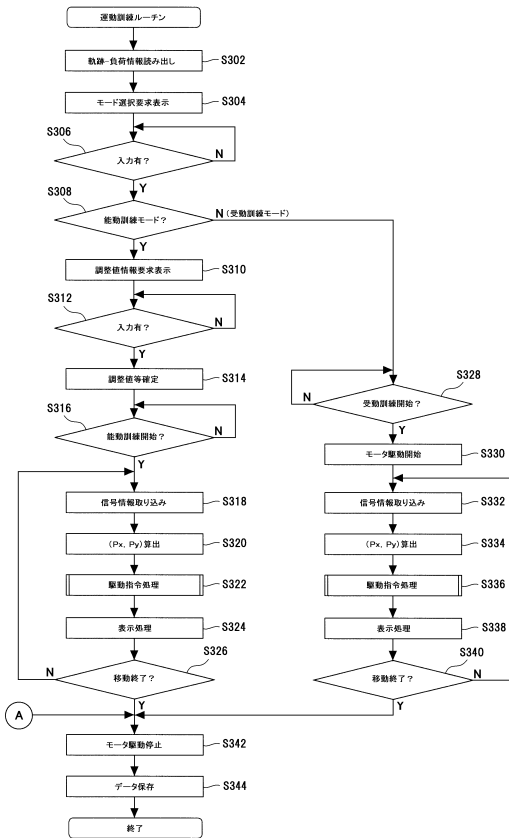 運動訓練ルーチン
軌跡-負荷情報読み出し
S302
モード選択要求表示
S304
S306
入力有?
N
Y
S308
能動訓練モード?
N(受動訓練モード)
Y
調整値情報要求表示
S310
S312
入力有?
N
Y
調整値等確定
S314
S316
能動訓練開始?
N
Y
信号情報取り込み
S318
(Px、Py)算出
S320
駆動指令処理
S322
表示処理
S324
S326
移動終了?
N
Y
S328
受動訓練開始?
N
Y
モータ駆動開始
S330
信号情報取り込み
S332
(Px、Py)算出
S334
駆動指令処理
S336
表示処理
S338
S340
移動終了?
N
Y
A
モータ駆動停止
S342
データ保存
S344
終了